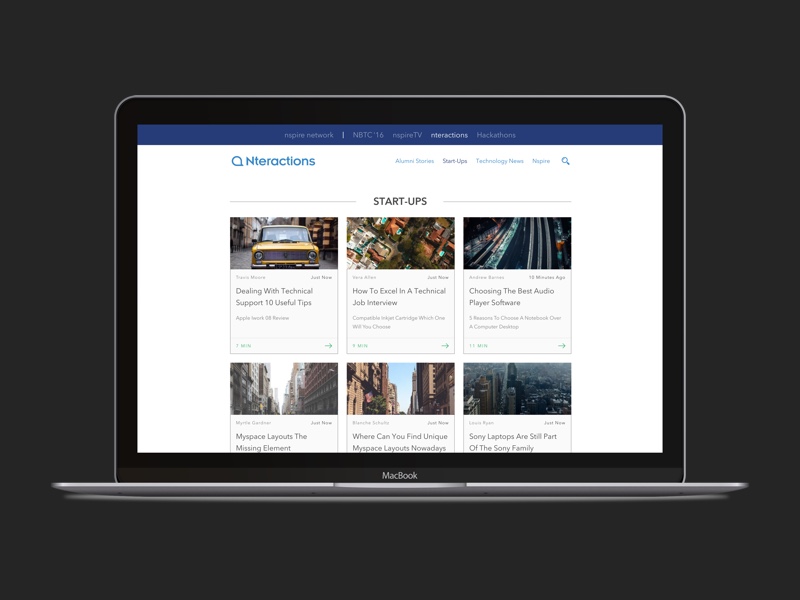 nspire network | NBTC'16 nspireTV nteractions Hackathons
Nteractions Alumni Stories Start-Ups Technology News Nspire
START-UPS
Travis Moore Just Now
Dealing With Technical
Support 10 Useful Tips
Apple Iwork 08 Review
7 MIN
Vera Allen Just Now
How To Excel In A Technical
Job Interview
Compatible Inkjet Cartridge Which One
Will You Choose
9 MIN
Andrew Barnes 10 Minutes Ago
Choosing The Best Audio
Player Software
5 Reasons To Choose A Notebook Over
A Computer Desktop
11 MIN
Myrtle Gardner Just Now
Myspace Layouts The
Missing Element
Blanche Schultz Just Now
Where Can You Find Unique
Myspace Layouts Nowadays
Louis Ryan Just Now
Sony Laptops Are Still Part
Of The Sony Family
MacBook